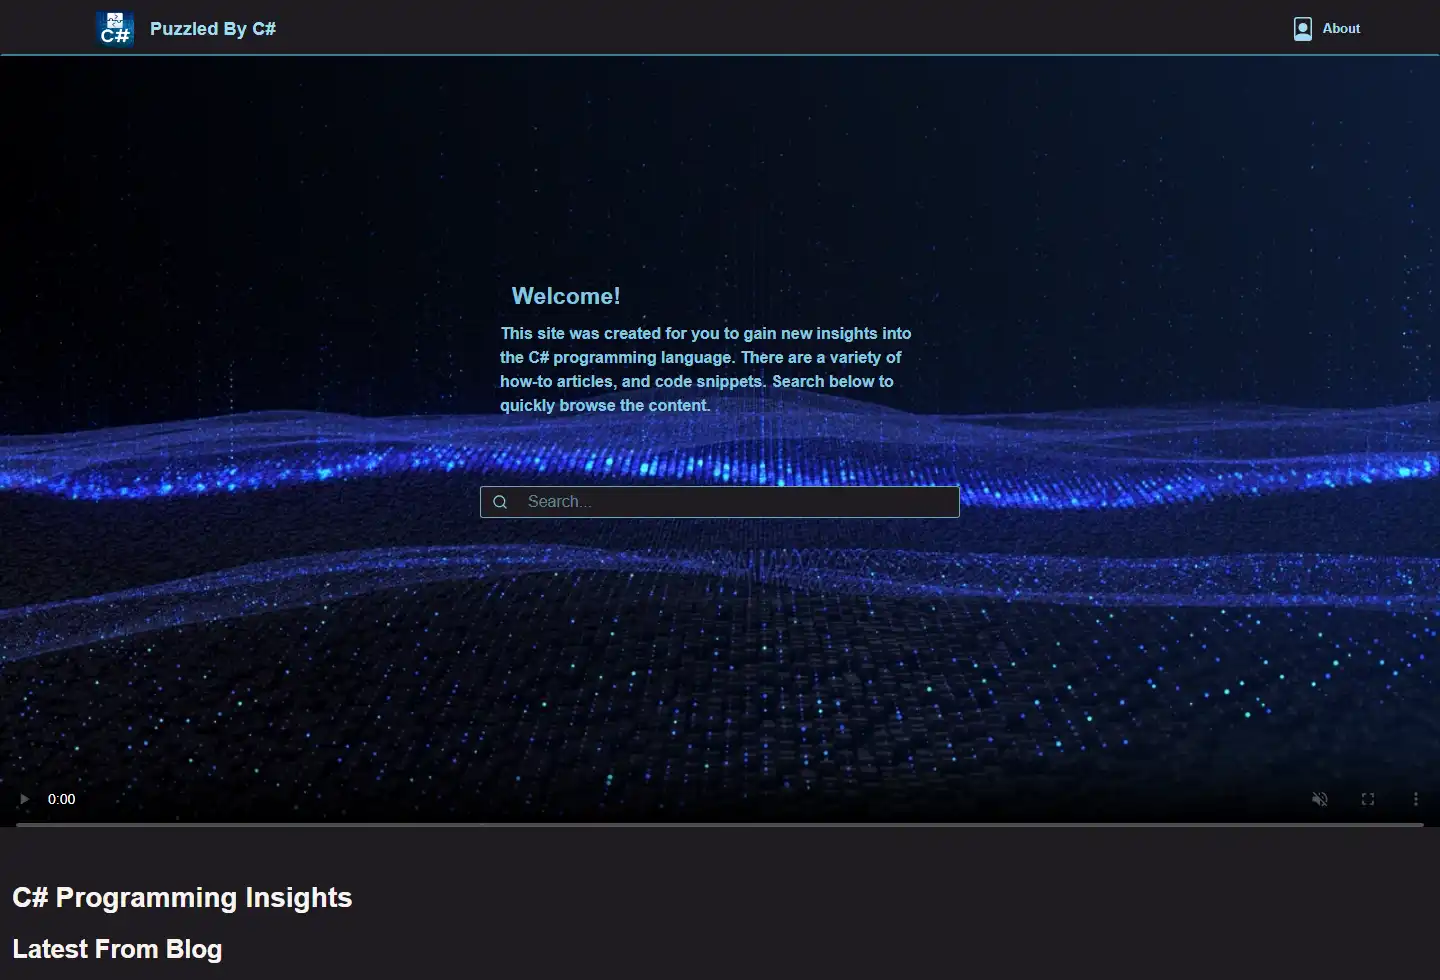 C#
Puzzled By C#
About
Welcome!
This site was created for you to gain new insights into
the C# programming language. There are a variety of
how-to articles, and code snippets. Search below to
quickly browse the content.
Search...
0:00
C# Programming Insights
Latest From Blog